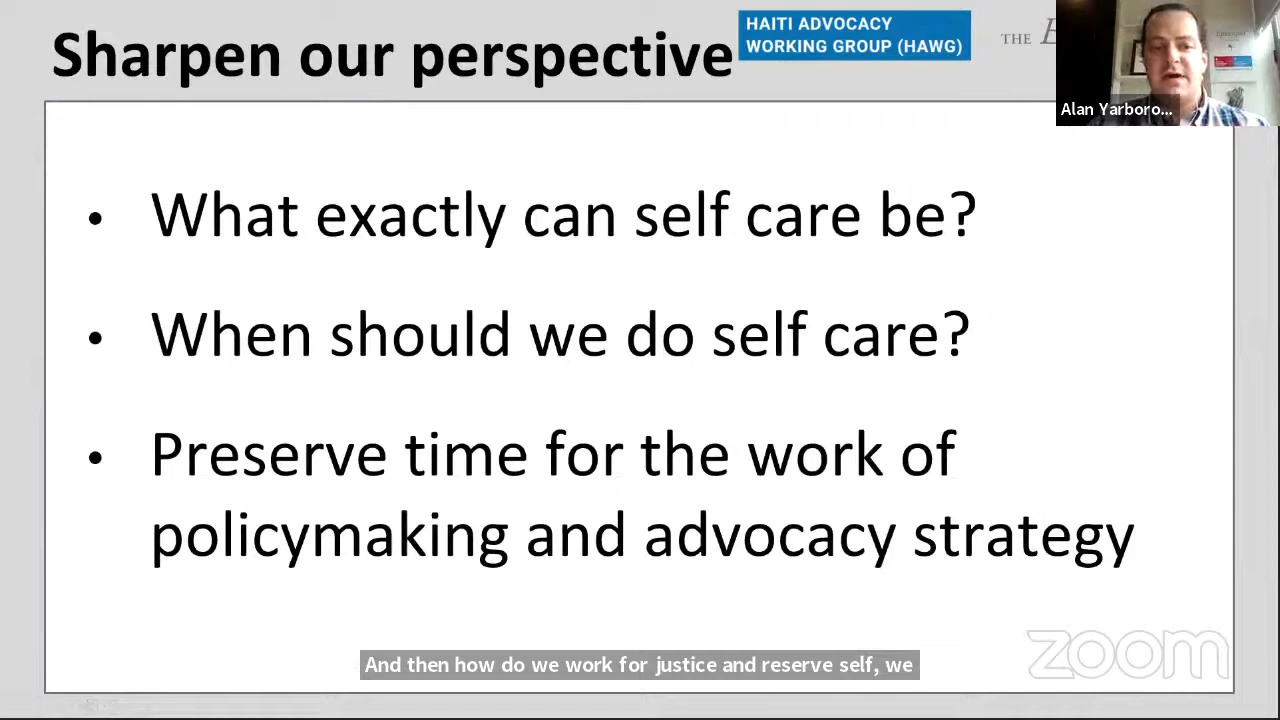 Sharpen our perspective
HAITI ADVOCACY
WORKING GROUP (HAWG)
THE
Alan Yarboro...
• What exactly can self care be?
• When should we do self care?
• Preserve time for the work of
policymaking and advocacy strategy
And then how do we work for justice and reserve self, we
zoom